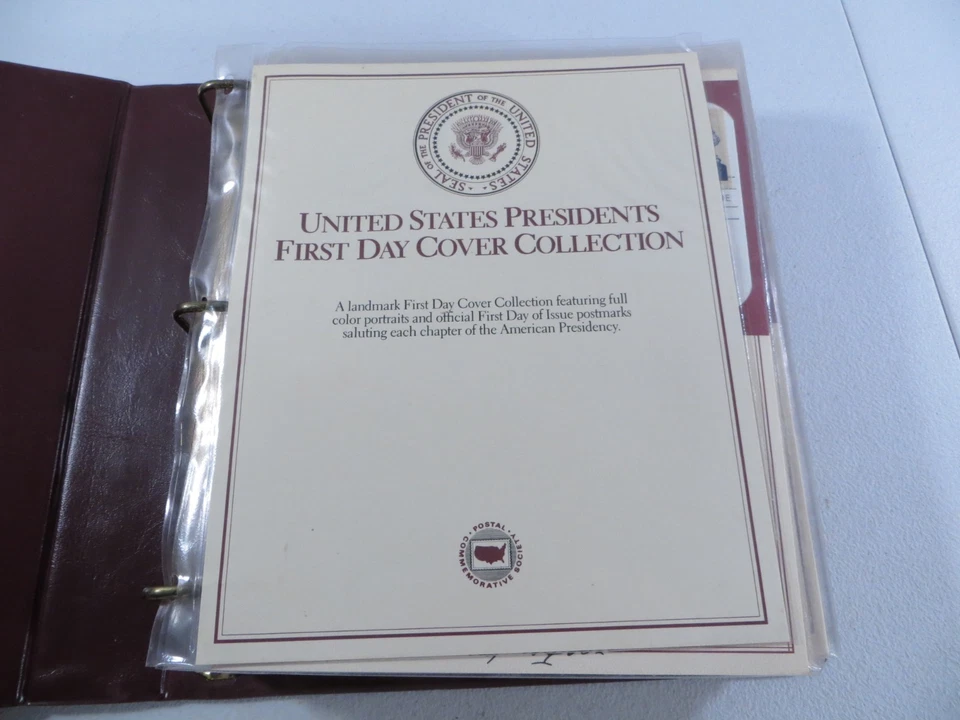 SEAL OF THE PRESIDENT OF THE UNITED STATES
UNITED STATES PRESIDENTS
FIRST DAY COVER COLLECTION
A landmark First Day Cover Collection featuring full
color portraits and official First Day of Issue postmarks
saluting each chapter of the American Presidency.
POSTAL
COMMEMORATIVE SOCIETY